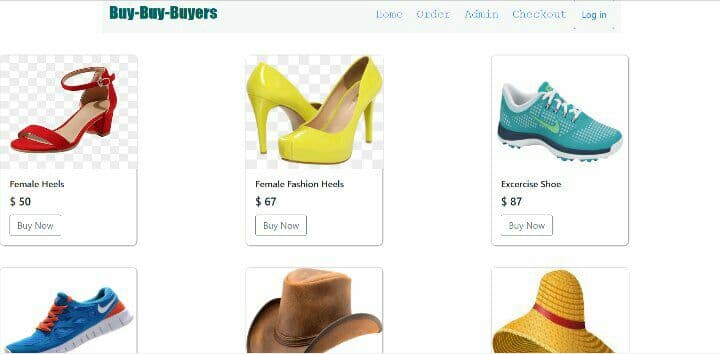 Buy-Buy-Buyers Home Order Admin Checkout Log in
Female Heels
$ 50
Buy Now
Female Fashion Heels
$ 67
Buy Now
Excercise Shoe
$ 87
Buy Now